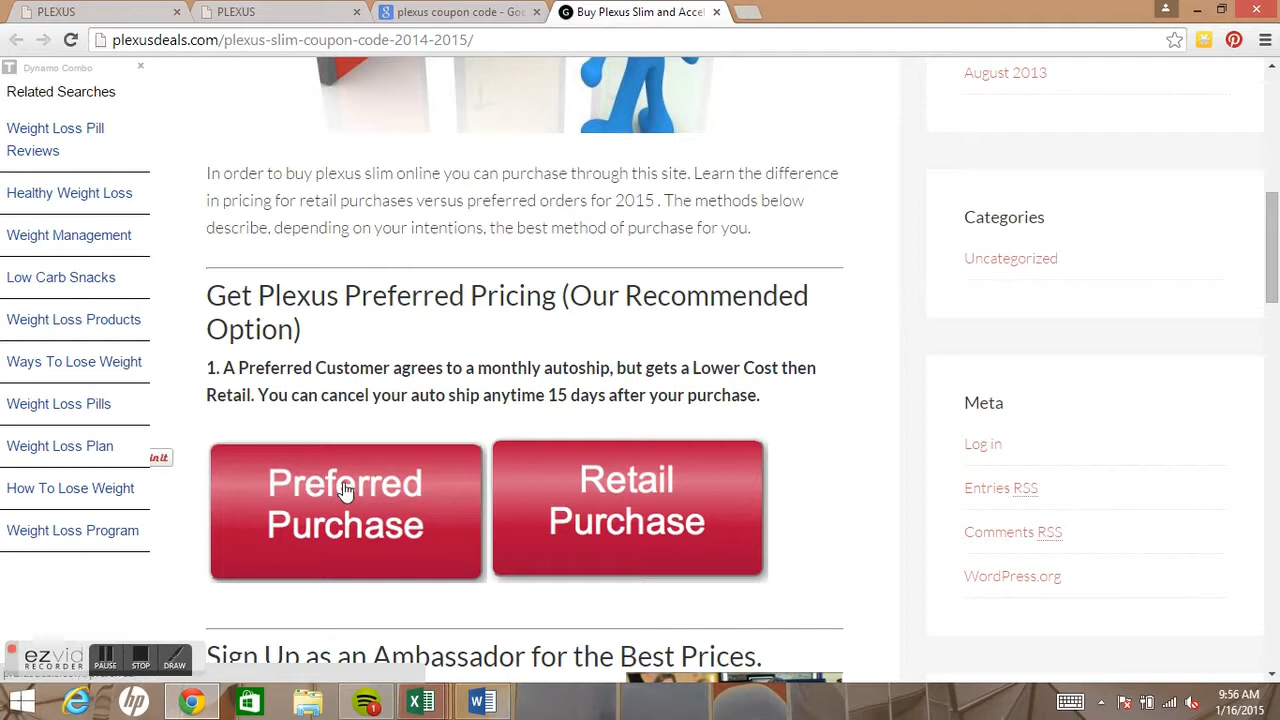 PLEXUS
PLEXUS
plexus coupon code - Goo
Buy Plexus Slim and Accel
plexusdeals.com/plexus-slim-coupon-code-2014-2015/
T Dynamo Combo
Related Searches
Weight Loss Pill
Reviews
Healthy Weight Loss
Weight Management
Low Carb Snacks
Weight Loss Products
Ways To Lose Weight
Weight Loss Pills
Weight Loss Plan
How To Lose Weight
Weight Loss Program
init
In order to buy plexus slim online you can purchase through this site. Learn the difference
in pricing for retail purchases versus preferred orders for 2015 . The methods below
describe, depending on your intentions, the best method of purchase for you.
Get Plexus Preferred Pricing (Our Recommended
Option)
1. A Preferred Customer agrees to a monthly autoship, but gets a Lower Cost then
Retail. You can cancel your auto ship anytime 15 days after your purchase.
Preferred
Purchase
Retail
Purchase
Sign Up as an Ambassador for the Best Prices.
August 2013
Categories
Uncategorized
Meta
Log in
Entries RSS
Comments RSS
WordPress.org
ezvid
RECORDER
PAUSE
STOP
DRAW
9:56 AM
1/16/2015